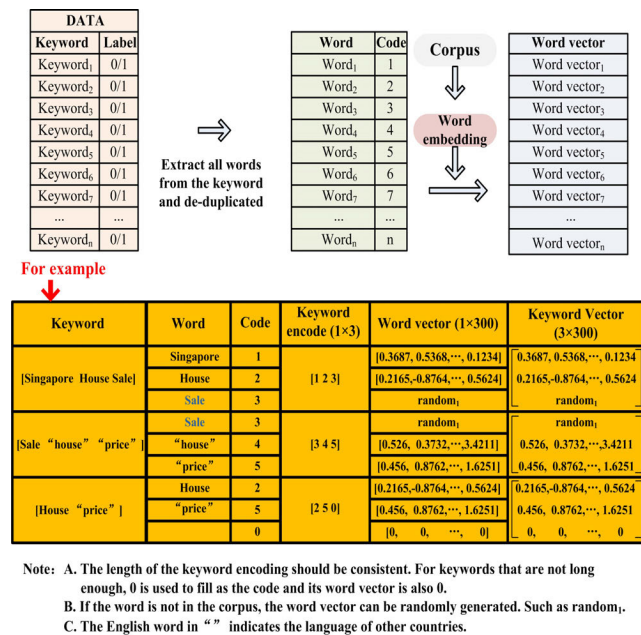 DATA
Keyword Label
Keyword1 0/1
Keyword2 0/1
Keyword3 0/1
Keyword4 0/1
Keyword5 0/1
Keyword6 0/1
Keyword7 0/1
... ...
Keywordn 0/1
Extract all words
from the keyword
and de-duplicated
Word Code
Word1 1
Word2 2
Word3 3
Word4 4
Word5 5
Word6 6
Word7 7
... ...
Wordn n
Corpus
Word
embedding
Word vector
Word vector1
Word vector2
Word vector3
Word vector4
Word vector5
Word vector6
Word vector7
...
Word vectorn
For example
Keyword Word Code Keyword encode (1×3) Word vector (1×300) Keyword Vector (3×300)
[Singapore House Sale] Singapore 1 [1 2 3] [0.3687, 0.5368,···, 0.1234] 0.3687, 0.5368,···, 0.1234
House 2 [0.2165,-0.8764,···, 0.5624] 0.2165,-0.8764,···, 0.5624
Sale 3 random1 random1
[Sale “house” “price” ] Sale 3 [3 4 5] random1 random1
“house” 4 [0.526, 0.3732,···,3.4211] 0.526, 0.3732,···,3.4211
“price” 5 [0.456, 0.8762,···, 1.6251] 0.456, 0.8762,···, 1.6251
[House “price” ] House 2 [2 5 0] [0.2165,-0.8764,···, 0.5624] 0.2165,-0.8764,···, 0.5624
“price” 5 [0.456, 0.8762,···, 1.6251] 0.456, 0.8762,···, 1.6251
0 [0, 0, ···, 0] 0, 0, ···, 0
Note: A. The length of the keyword encoding should be consistent. For keywords that are not long
enough, 0 is used to fill as the code and its word vector is also 0.
B. If the word is not in the corpus, the word vector can be randomly generated. Such as random1.
C. The English word in “ ” indicates the language of other countries.